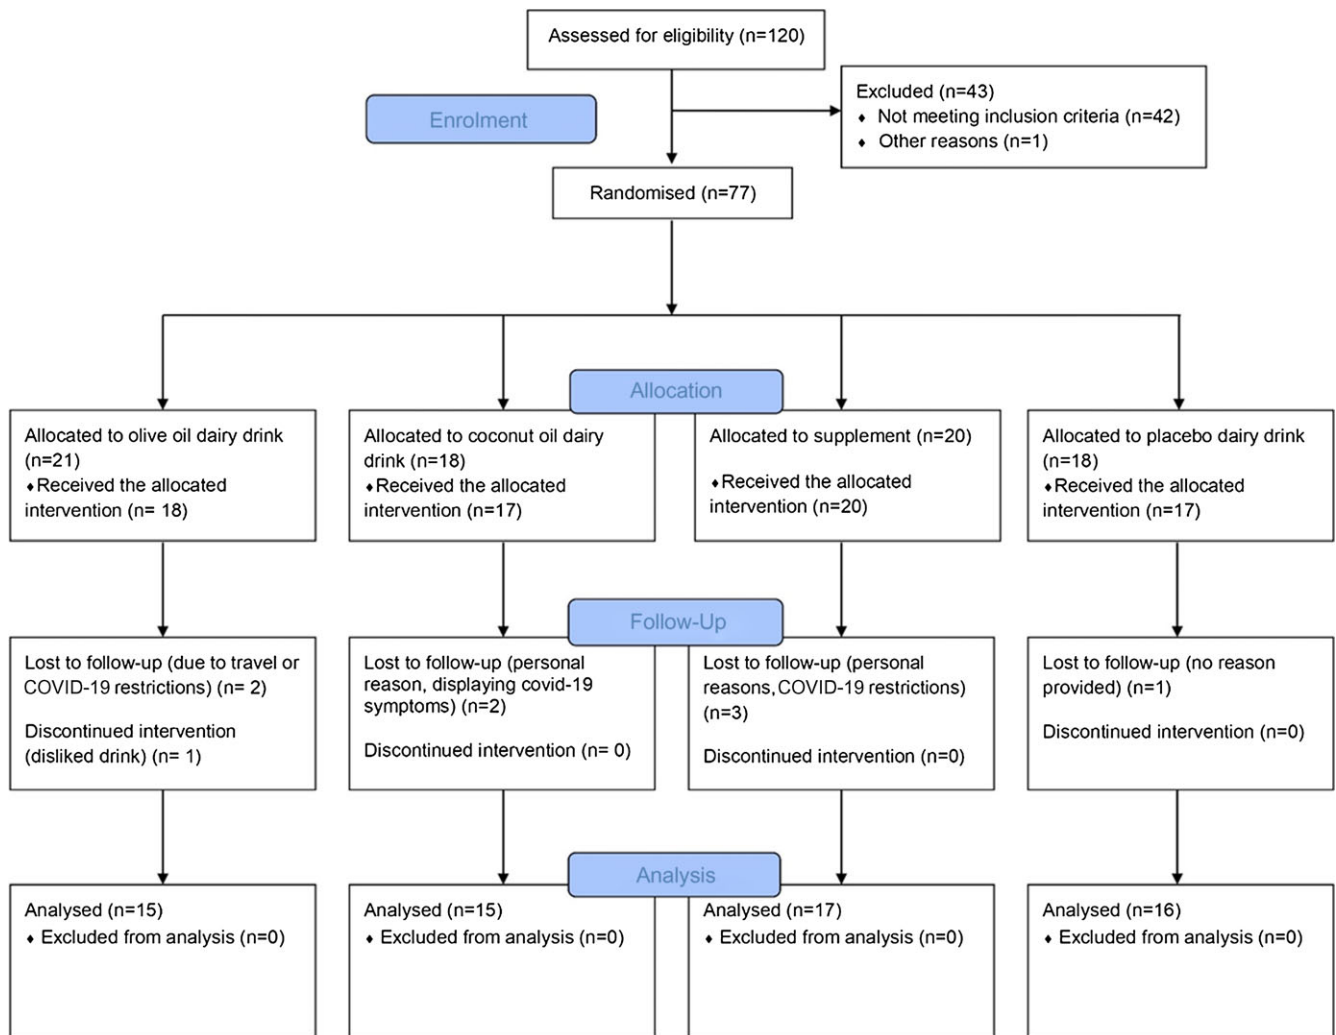 Assessed for eligibility (n=120)
Excluded (n=43)
♦ Not meeting inclusion criteria (n=42)
♦ Other reasons (n=1)
Enrolment
Randomised (n=77)
Allocation
Allocated to olive oil dairy drink
(n=21)
♦Received the allocated
intervention (n= 18)
Allocated to coconut oil dairy
drink (n=18)
♦Received the allocated
intervention (n=17)
Allocated to supplement (n=20)
♦Received the allocated
intervention (n=20)
Allocated to placebo dairy drink
(n=18)
♦Received the allocated
intervention (n=17)
Follow-Up
Lost to follow-up (due to travel or
COVID-19 restrictions) (n= 2)
Discontinued intervention
(disliked drink) (n= 1)
Lost to follow-up (personal
reason, displaying covid-19
symptoms) (n=2)
Discontinued intervention (n= 0)
Lost to follow-up (personal
reasons, COVID-19 restrictions)
(n=3)
Discontinued intervention (n=0)
Lost to follow-up (no reason
provided) (n=1)
Discontinued intervention (n=0)
Analysis
Analysed (n=15)
♦ Excluded from analysis (n=0)
Analysed (n=15)
♦ Excluded from analysis (n=0)
Analysed (n=17)
♦ Excluded from analysis (n=0)
Analysed (n=16)
♦ Excluded from analysis (n=0)